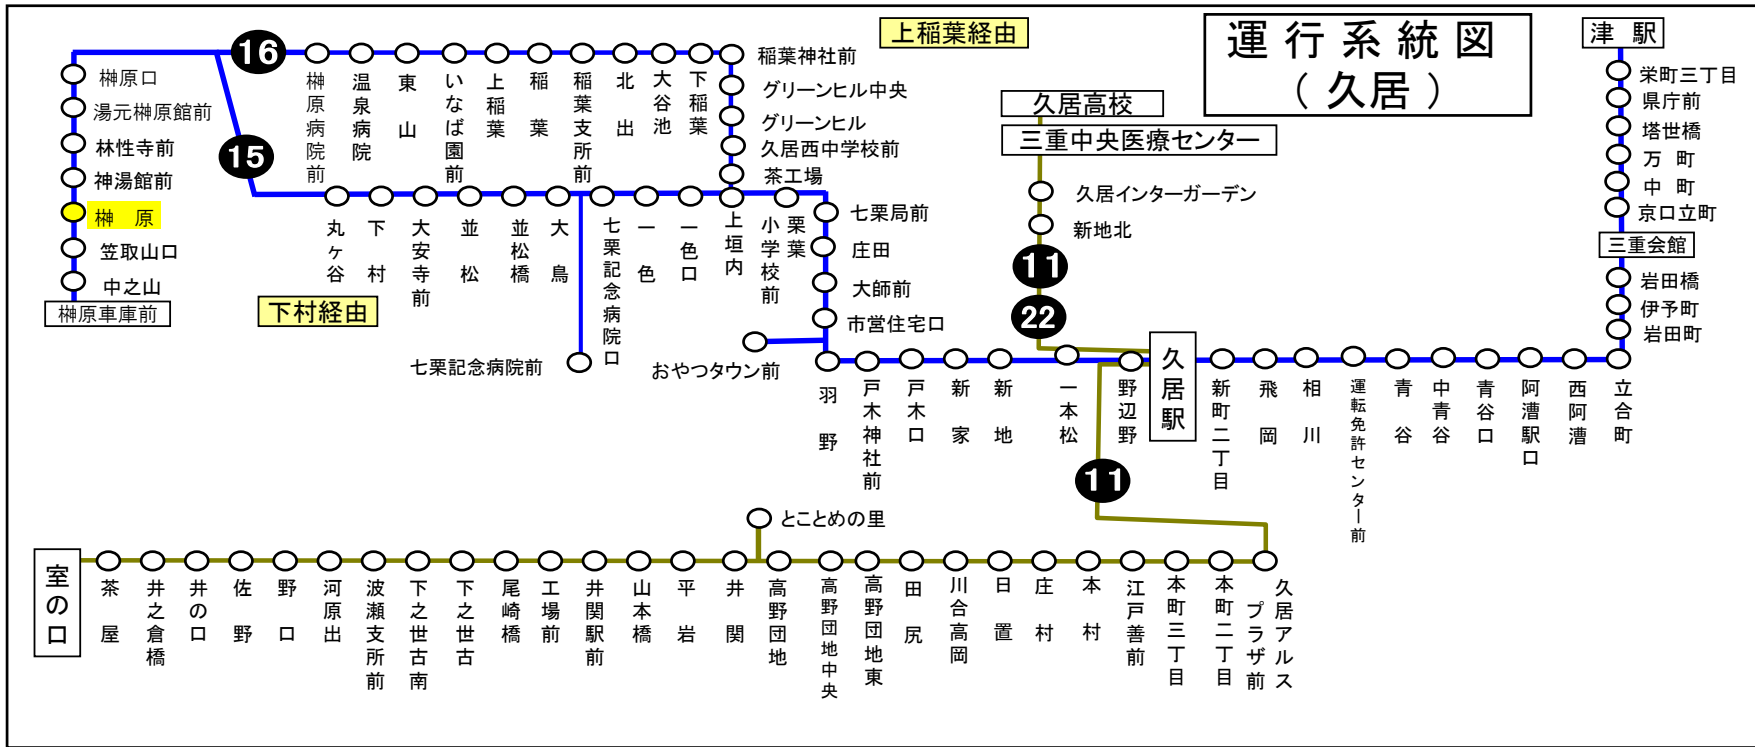 運行系統図
（久居）
上稲葉経由
津駅
栄町三丁目
県庁前
塔世橋
万町
中町
京口立町
三重会館
岩田橋
伊予町
岩田町
立合町
西阿漕
阿漕駅口
青谷口
中青谷
青谷
運転免許センター前
相川
飛岡
新町二丁目
久居駅
野辺野
一本松
新地
新家
戸木口
戸木神社前
羽野
おやつタウン前
市営住宅口
大師前
庄田
七栗局前
栗葉
小学校前
上垣内
一色口
一色
七栗記念病院口
七栗記念病院前
大鳥
並松橋
並松
大安寺前
下村
丸ヶ谷
下村経由
15
16
茶工場
久居西中学校前
グリーンヒル
グリーンヒル中央
稲葉神社前
下稲葉
大谷池
北出
稲葉支所前
稲葉
上稲葉
いなば園前
東山
温泉病院
榊原病院前
榊原口
湯元榊原館前
林性寺前
神湯館前
榊原
笠取山口
中之山
榊原車庫前
久居高校
三重中央医療センター
久居インターガーデン
新地北
11
22
11
久居アルス
プラザ前
本町二丁目
本町三丁目
江戸善前
本村
庄村
日置
川合高岡
田尻
高野団地東
高野団地中央
高野団地
とことめの里
井関
平岩
山本橋
井関駅前
工場前
尾崎橋
下之世古
下之世古南
波瀬支所前
河原出
野口
佐野
井の口
井之倉橋
茶屋
室の口